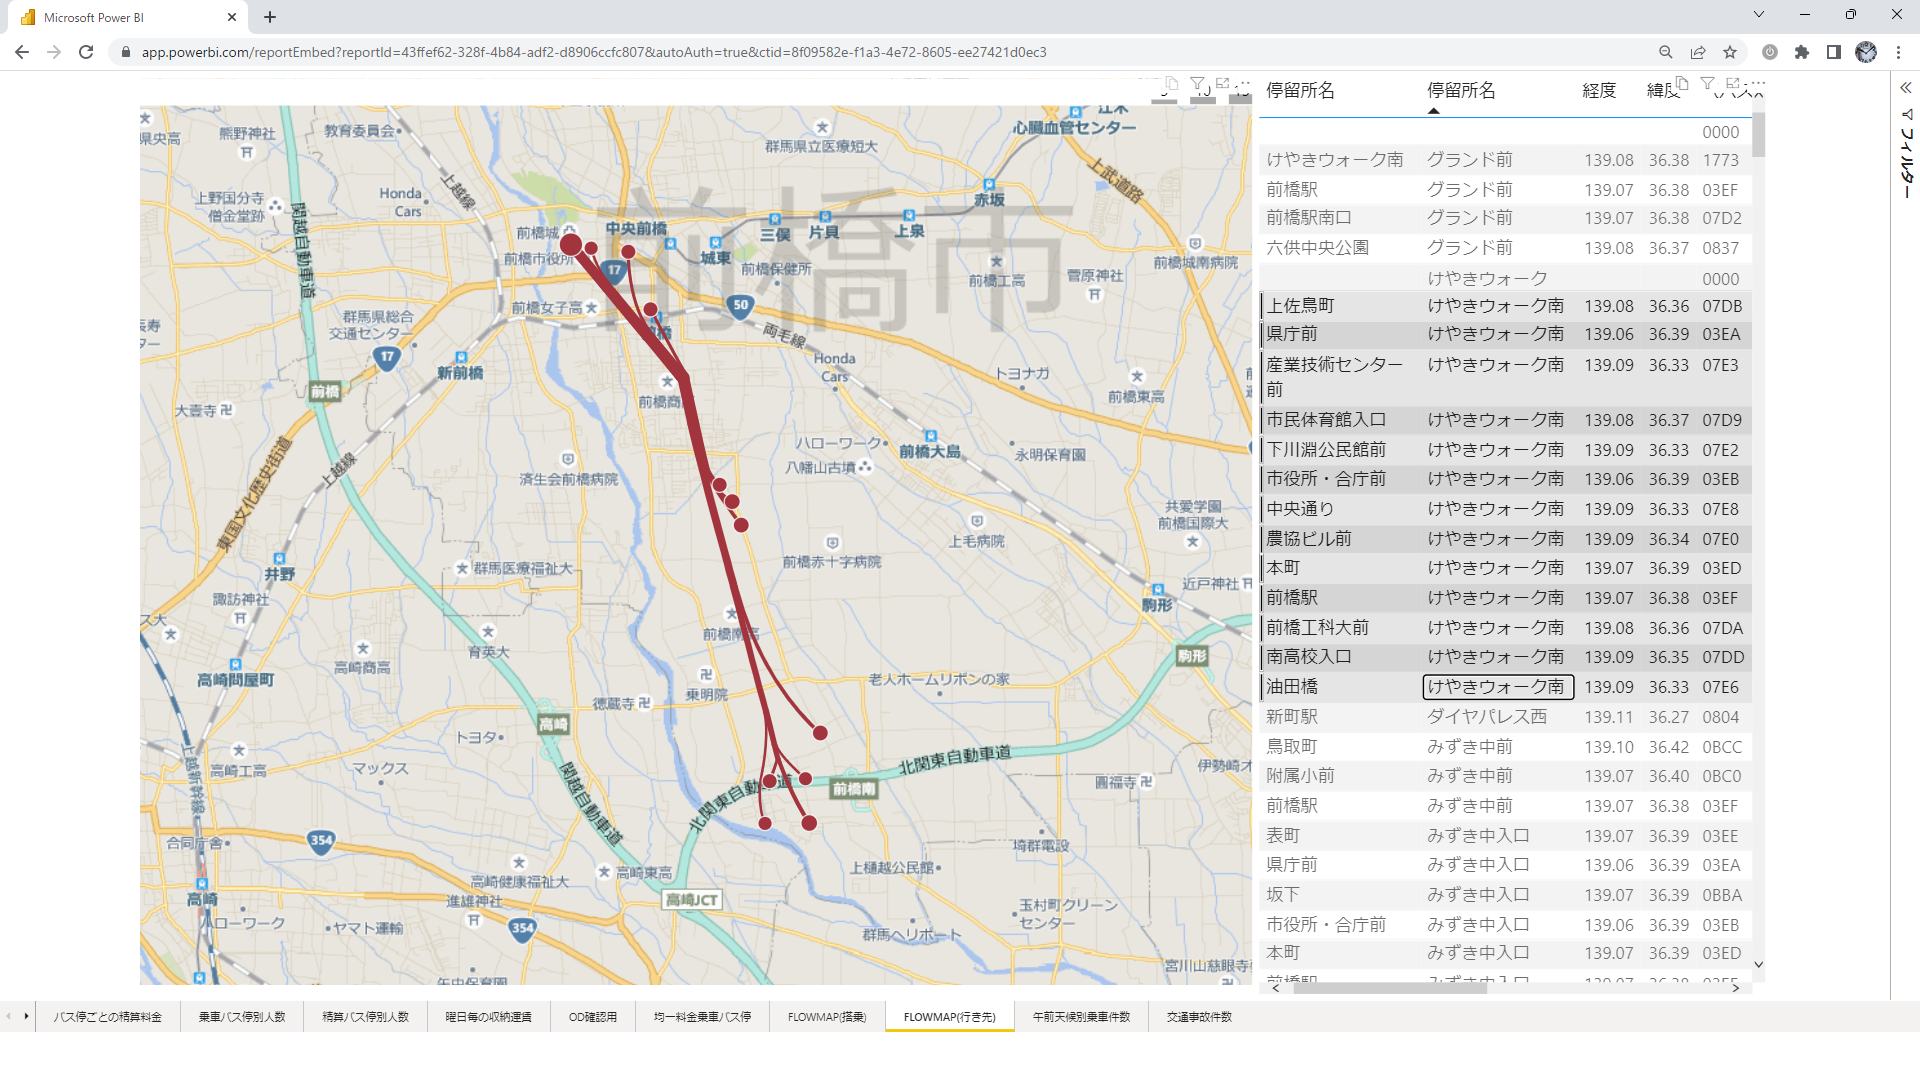 Microsoft Power BI
app.powerbi.com/reportEmbed?reportId=43ffef62-328f-4b84-adf2-d8906ccfc807&autoAuth=true&ctid=8f09582e-f1a3-4e72-8605-ee27421d0ec3
県央高
熊野神社
教育委員会
群馬県立医療短大
心臓血管センター
上武道路
上野国分寺
僧金堂跡
Honda
Cars
上越線
関越自動車道
前橋市
赤坂
前橋城
中央前橋
三俣
片貝
上泉
前橋市役所
17
城東
前橋保健所
前橋工高
菅原神社
前橋城南病院
前橋女子高
50
両毛線
群馬県総合
交通センター
17
新前橋
Honda
Cars
トヨナガ
前橋東高
前橋
大壹寺
前橋商
ハローワーク
前橋大島
八幡山古墳
永明保育園
東国文化歴史街道
上越線
済生会前橋病院
共愛学園
前橋国際大
上毛病院
前橋赤十字病院
井野
群馬医療福祉大
近戸神社
諏訪神社
駒形
前橋南高
高崎商高
育英大
高崎問屋町
乗明院
老人ホームリボンの家
駒形
徳蔵寺
高崎
トヨタ
高崎工高
マックス
北関東自動車道
圓福寺
上越新幹線
関越自動車道
北関東自動車道
前橋南
合同庁舎
354
埼群電設
高崎健康福祉大
高崎東高
上樋越公民館
高崎
進雄神社
高崎JCT
ハローワーク
ヤマト運輸
354
玉村町クリーン
センター
群馬ヘリポート
停留所名 停留所名 経度 緯度
0000
けやきウォーク南 グランド前 139.08 36.38 1773
前橋駅 グランド前 139.07 36.38 03EF
前橋駅南口 グランド前 139.07 36.38 07D2
六供中央公園 グランド前 139.08 36.37 0837
けやきウォーク 0000
上佐鳥町 けやきウォーク南 139.08 36.36 07DB
県庁前 けやきウォーク南 139.06 36.39 03EA
産業技術センター前 けやきウォーク南 139.09 36.33 07E3
市民体育館入口 けやきウォーク南 139.08 36.37 07D9
下川淵公民館前 けやきウォーク南 139.09 36.33 07E2
市役所・合庁前 けやきウォーク南 139.06 36.39 03EB
中央通り けやきウォーク南 139.09 36.33 07E8
農協ビル前 けやきウォーク南 139.09 36.34 07E0
本町 けやきウォーク南 139.07 36.39 03ED
前橋駅 けやきウォーク南 139.07 36.38 03EF
前橋工科大前 けやきウォーク南 139.08 36.36 07DA
南高校入口 けやきウォーク南 139.09 36.35 07DD
油田橋 けやきウォーク南 139.09 36.33 07E6
新町駅 ダイヤパレス西 139.11 36.27 0804
鳥取町 みずき中前 139.10 36.42 0BCC
附属小前 みずき中前 139.07 36.40 0BC0
前橋駅 みずき中前 139.07 36.38 03EF
表町 みずき中入口 139.07 36.39 03EE
県庁前 みずき中入口 139.06 36.39 03EA
坂下 みずき中入口 139.07 36.39 0BBA
市役所・合庁前 みずき中入口 139.06 36.39 03EB
本町 みずき中入口 139.07 36.39 03ED
フィルター
バス停ごとの精算料金
乗車バス停別人数
精算バス停別人数
曜日毎の収納運賃
OD確認用
均一料金乗車バス停
FLOWMAP(搭乗)
FLOWMAP(行き先)
午前天候別乗車件数
交通事故件数